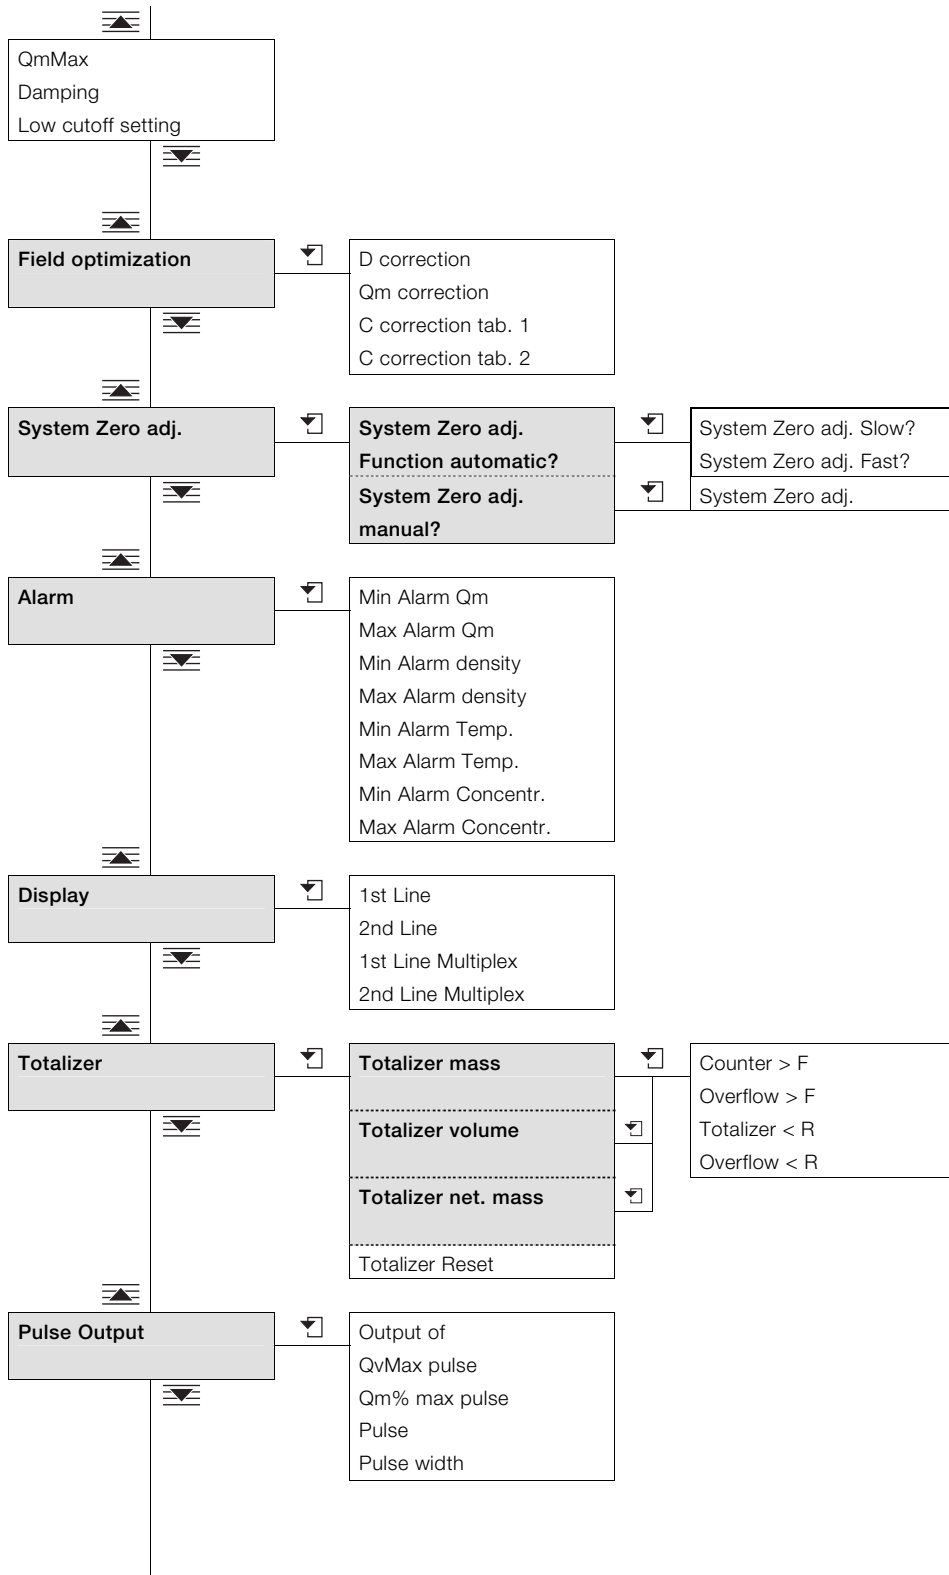 QmMax
Damping
Low cutoff setting
Field optimization
D correction
Qm correction
C correction tab. 1
C correction tab. 2
System Zero adj.
System Zero adj.
Function automatic?
System Zero adj. Slow?
System Zero adj. Fast?
System Zero adj.
manual?
System Zero adj.
Alarm
Min Alarm Qm
Max Alarm Qm
Min Alarm density
Max Alarm density
Min Alarm Temp.
Max Alarm Temp.
Min Alarm Concentr.
Max Alarm Concentr.
Display
1st Line
2nd Line
1st Line Multiplex
2nd Line Multiplex
Totalizer
Totalizer mass
Totalizer volume
Totalizer net. mass
Totalizer Reset
Counter > F
Overflow > F
Totalizer < R
Overflow < R
Pulse Output
Output of
QvMax pulse
Qm% max pulse
Pulse
Pulse width